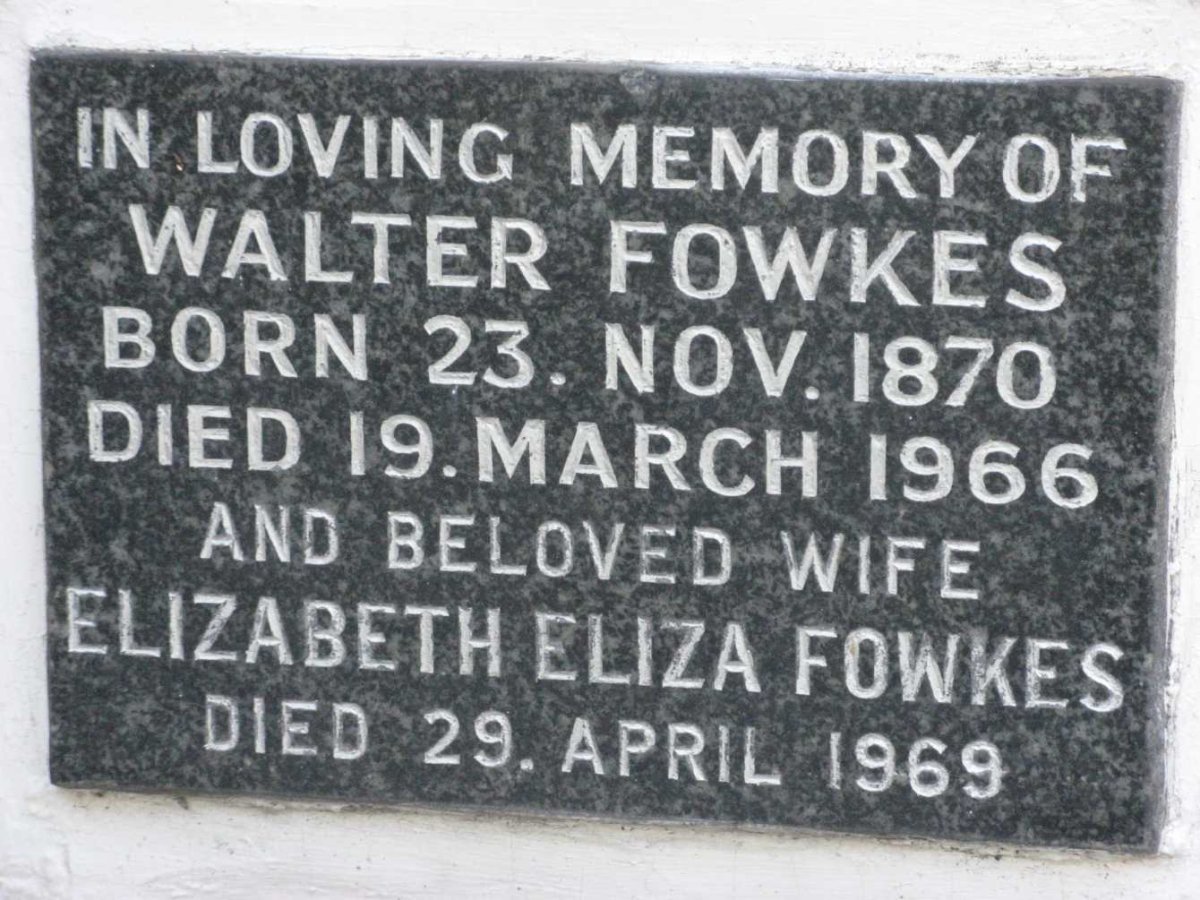 IN LOVING MEMORY OF
WALTER FOWKES
BORN 23. NOV. 1870
DIED 19. MARCH 1966
AND BELOVED WIFE
ELIZABETH ELIZA FOWKES
DIED 29. APRIL 1969